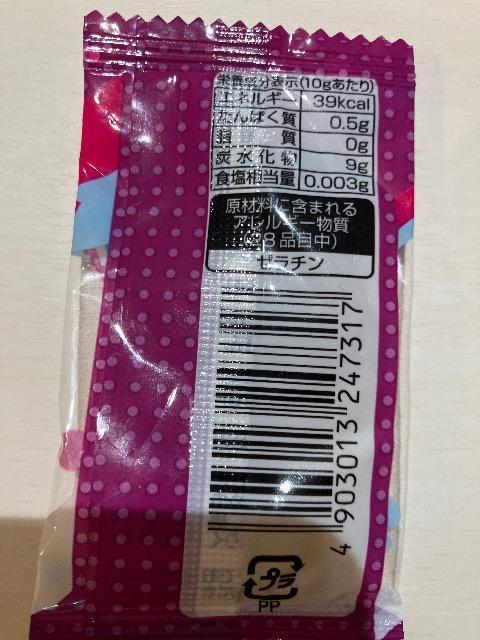 栄養成分表示(10gあたり)
エネルギー 39kcal
たんぱく質 0.5g
脂質 0g
炭水化物 9g
食塩相当量 0.003g
原材料に含まれる
アレルギー物質
(28品目中)
ゼラチン
4 903013 247317
プラ
PP